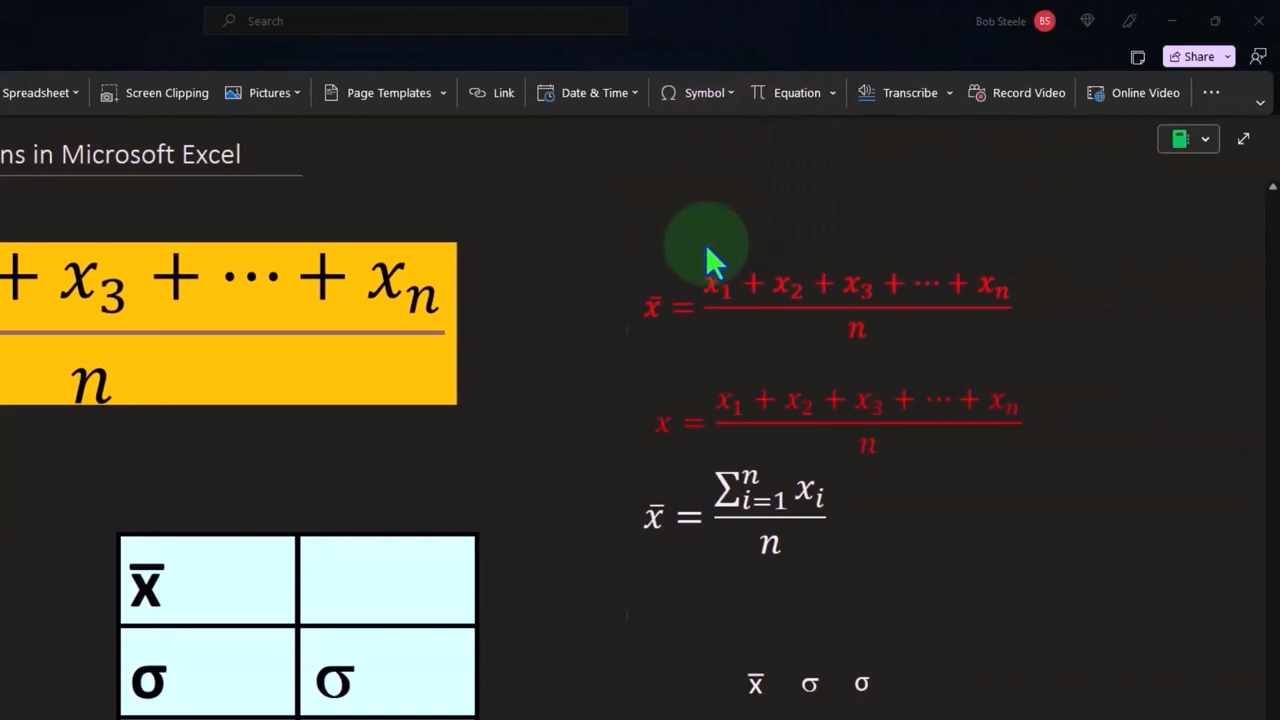 Search
Bob Steele BS
Share
Spreadsheet Screen Clipping Pictures Page Templates Link Date & Time Symbol Equation Transcribe Record Video Online Video ...
ns in Microsoft Excel
+ x₃ + ⋯ + xₙ
n
x̄ = x₁ + x₂ + x₃ + ⋯ + xₙ
n
x = x₁ + x₂ + x₃ + ⋯ + xₙ
n
x̄ = ∑ⁿᵢ₌₁ xᵢ
n
x̄
σ σ
x̄ σ σ